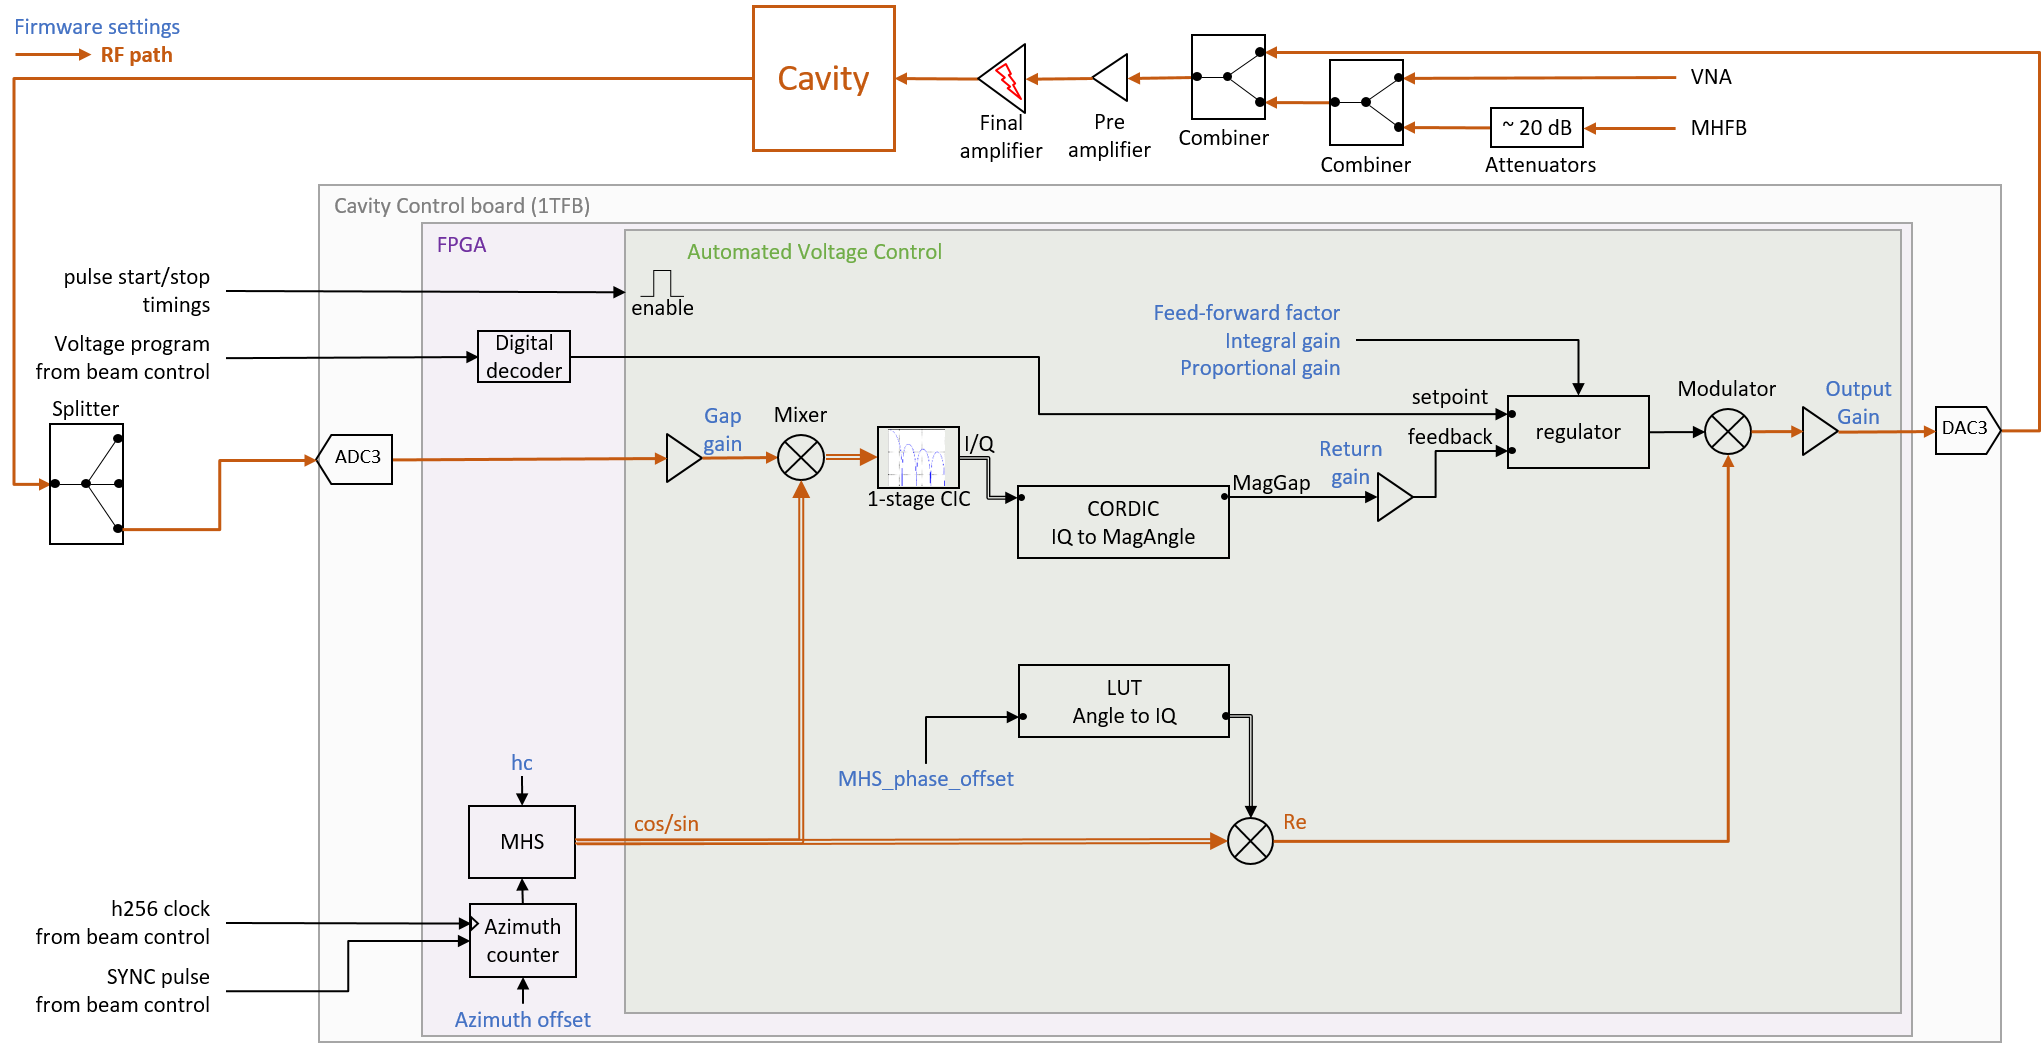 Firmware settings
RF path
Cavity
Final
amplifier
Pre
amplifier
Combiner
Combiner
~ 20 dB
Attenuators
VNA
MHFB
Cavity Control board (1TFB)
FPGA
Automated Voltage Control
pulse start/stop
timings
enable
Voltage program
from beam control
Digital
decoder
Feed-forward factor
Integral gain
Proportional gain
Splitter
ADC3
Gap
gain
Mixer
1-stage CIC
I/Q
CORDIC
IQ to MagAngle
MagGap
Return
gain
setpoint
feedback
regulator
Modulator
Output
Gain
DAC3
LUT
Angle to IQ
MHS_phase_offset
hc
MHS
cos/sin
Re
h256 clock
from beam control
Azimuth
counter
SYNC pulse
from beam control
Azimuth offset